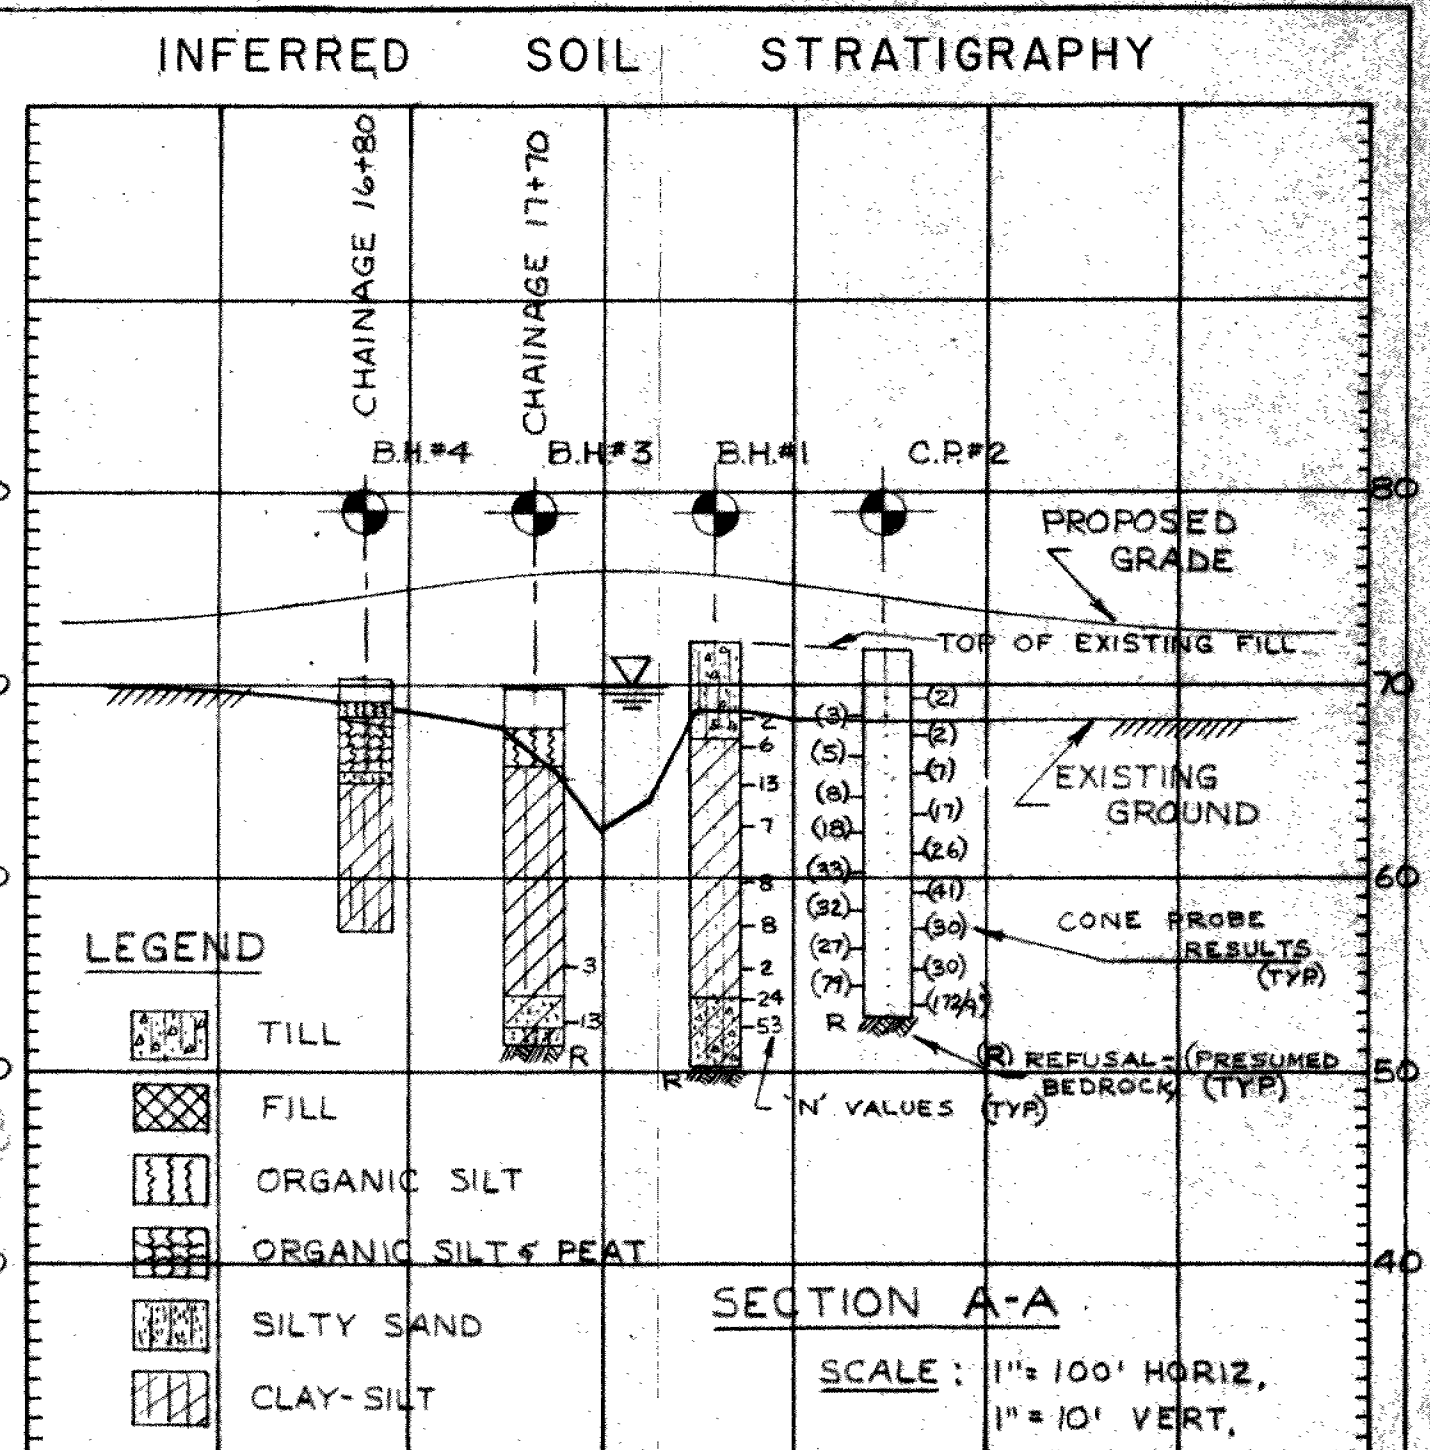 INFERRED SOIL STRATIGRAPHY
CHAINAGE 16+80
CHAINAGE 17+70
B.H.#4 B.H.#3 B.H.#1 C.P.#2
80
PROPOSED
GRADE
TOP OF EXISTING FILL
70
2
6
13
7
8
8
2
24
53
(3)
(5)
(8)
(18)
(33)
(32)
(27)
(79)
R
(2)
(2)
(7)
(17)
(26)
(41)
(30)
(30)
EXISTING
GROUND
60
CONE PROBE
RESULTS
(TYP)
3
13
R
R
(R) REFUSAL = (PRESUMED
BEDROCK) (TYP)
50
'N' VALUES (TYP)
LEGEND
TILL
FILL
ORGANIC SILT
ORGANIC SILT & PEAT
SILTY SAND
CLAY-SILT
40
SECTION A-A
SCALE : 1"= 100' HORIZ.
1" = 10' VERT.